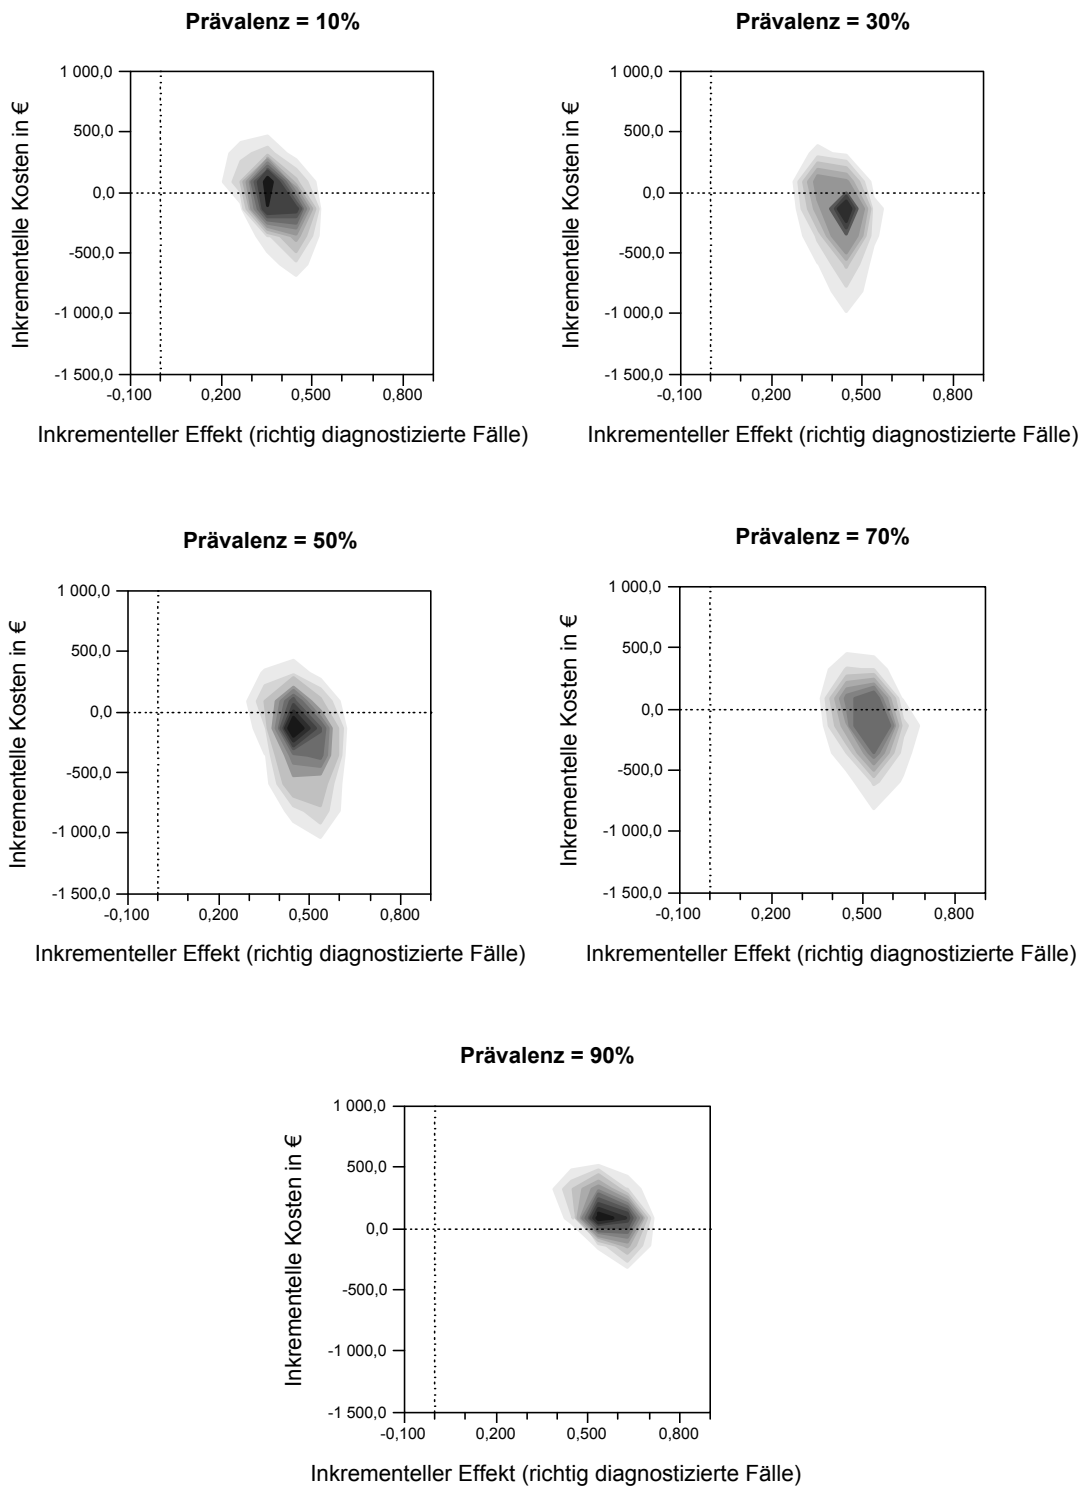 Prävalenz = 10%
Inkrementelle Kosten in €
1 000,0
500,0
0,0
-500,0
-1 000,0
-1 500,0
-0,100 0,200 0,500 0,800
Inkrementeller Effekt (richtig diagnostizierte Fälle)
Prävalenz = 30%
Inkrementelle Kosten in €
1 000,0
500,0
0,0
-500,0
-1 000,0
-1 500,0
-0,100 0,200 0,500 0,800
Inkrementeller Effekt (richtig diagnostizierte Fälle)
Prävalenz = 50%
Inkrementelle Kosten in €
1 000,0
500,0
0,0
-500,0
-1 000,0
-1 500,0
-0,100 0,200 0,500 0,800
Inkrementeller Effekt (richtig diagnostizierte Fälle)
Prävalenz = 70%
Inkrementelle Kosten in €
1 000,0
500,0
0,0
-500,0
-1 000,0
-1 500,0
-0,100 0,200 0,500 0,800
Inkrementeller Effekt (richtig diagnostizierte Fälle)
Prävalenz = 90%
Inkrementelle Kosten in €
1 000,0
500,0
0,0
-500,0
-1 000,0
-1 500,0
-0,100 0,200 0,500 0,800
Inkrementeller Effekt (richtig diagnostizierte Fälle)